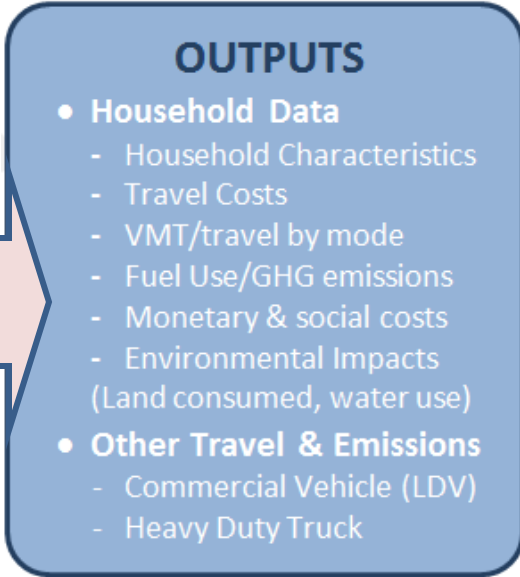 OUTPUTS
• Household Data
- Household Characteristics
- Travel Costs
- VMT/travel by mode
- Fuel Use/GHG emissions
- Monetary & social costs
- Environmental Impacts
(Land consumed, water use)
• Other Travel & Emissions
- Commercial Vehicle (LDV)
- Heavy Duty Truck